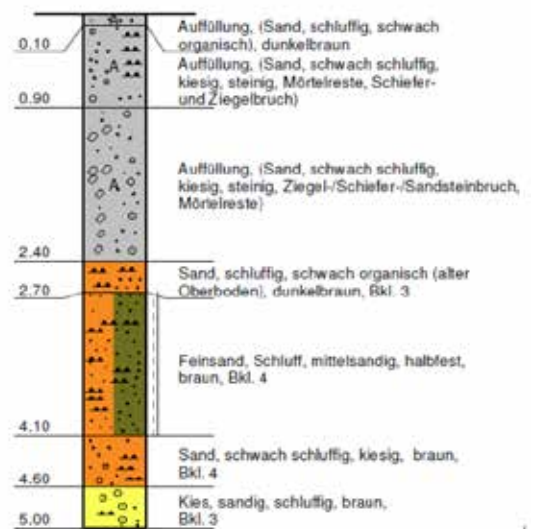 Auffüllung, (Sand, schluffig, schwach
0.10 organisch), dunkelbraun
A Auffüllung, (Sand, schwach schluffig,
kiesig, steinig, Mörtelreste, Schiefer-
und Ziegelbruch)
0.90
A Auffüllung, (Sand, schwach schluffig,
kiesig, steinig, Ziegel-/Schiefer-/Sandsteinbruch,
Mörtelreste)
2.40
Sand, schluffig, schwach organisch (alter
2.70 Oberboden), dunkelbraun, Bkl. 3
Feinsand, Schluff, mittelsandig, halbfest,
braun, Bkl. 4
4.10
Sand, schwach schluffig, kiesig, braun,
Bkl. 4
4.60
Kies, sandig, schluffig, braun,
5.00 Bkl. 3